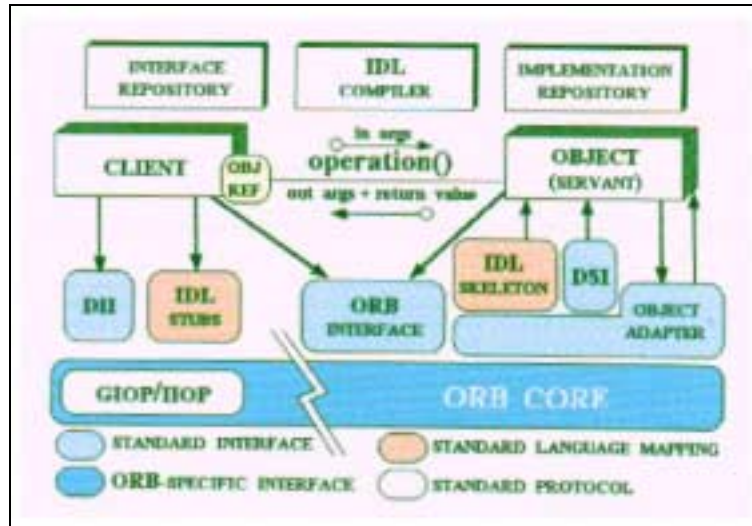 INTERFACE
REPOSITORY
IDL
COMPILER
IMPLEMENTATION
REPOSITORY
in args
operation()
out args + return value
CLIENT
OBJ
REF
OBJECT
(SERVANT)
DII
IDL
STUBS
ORB
INTERFACE
IDL
SKELETON
DSI
OBJECT
ADAPTER
GIOP/IIOP
ORB CORE
STANDARD INTERFACE
STANDARD LANGUAGE MAPPING
ORB-SPECIFIC INTERFACE
STANDARD PROTOCOL